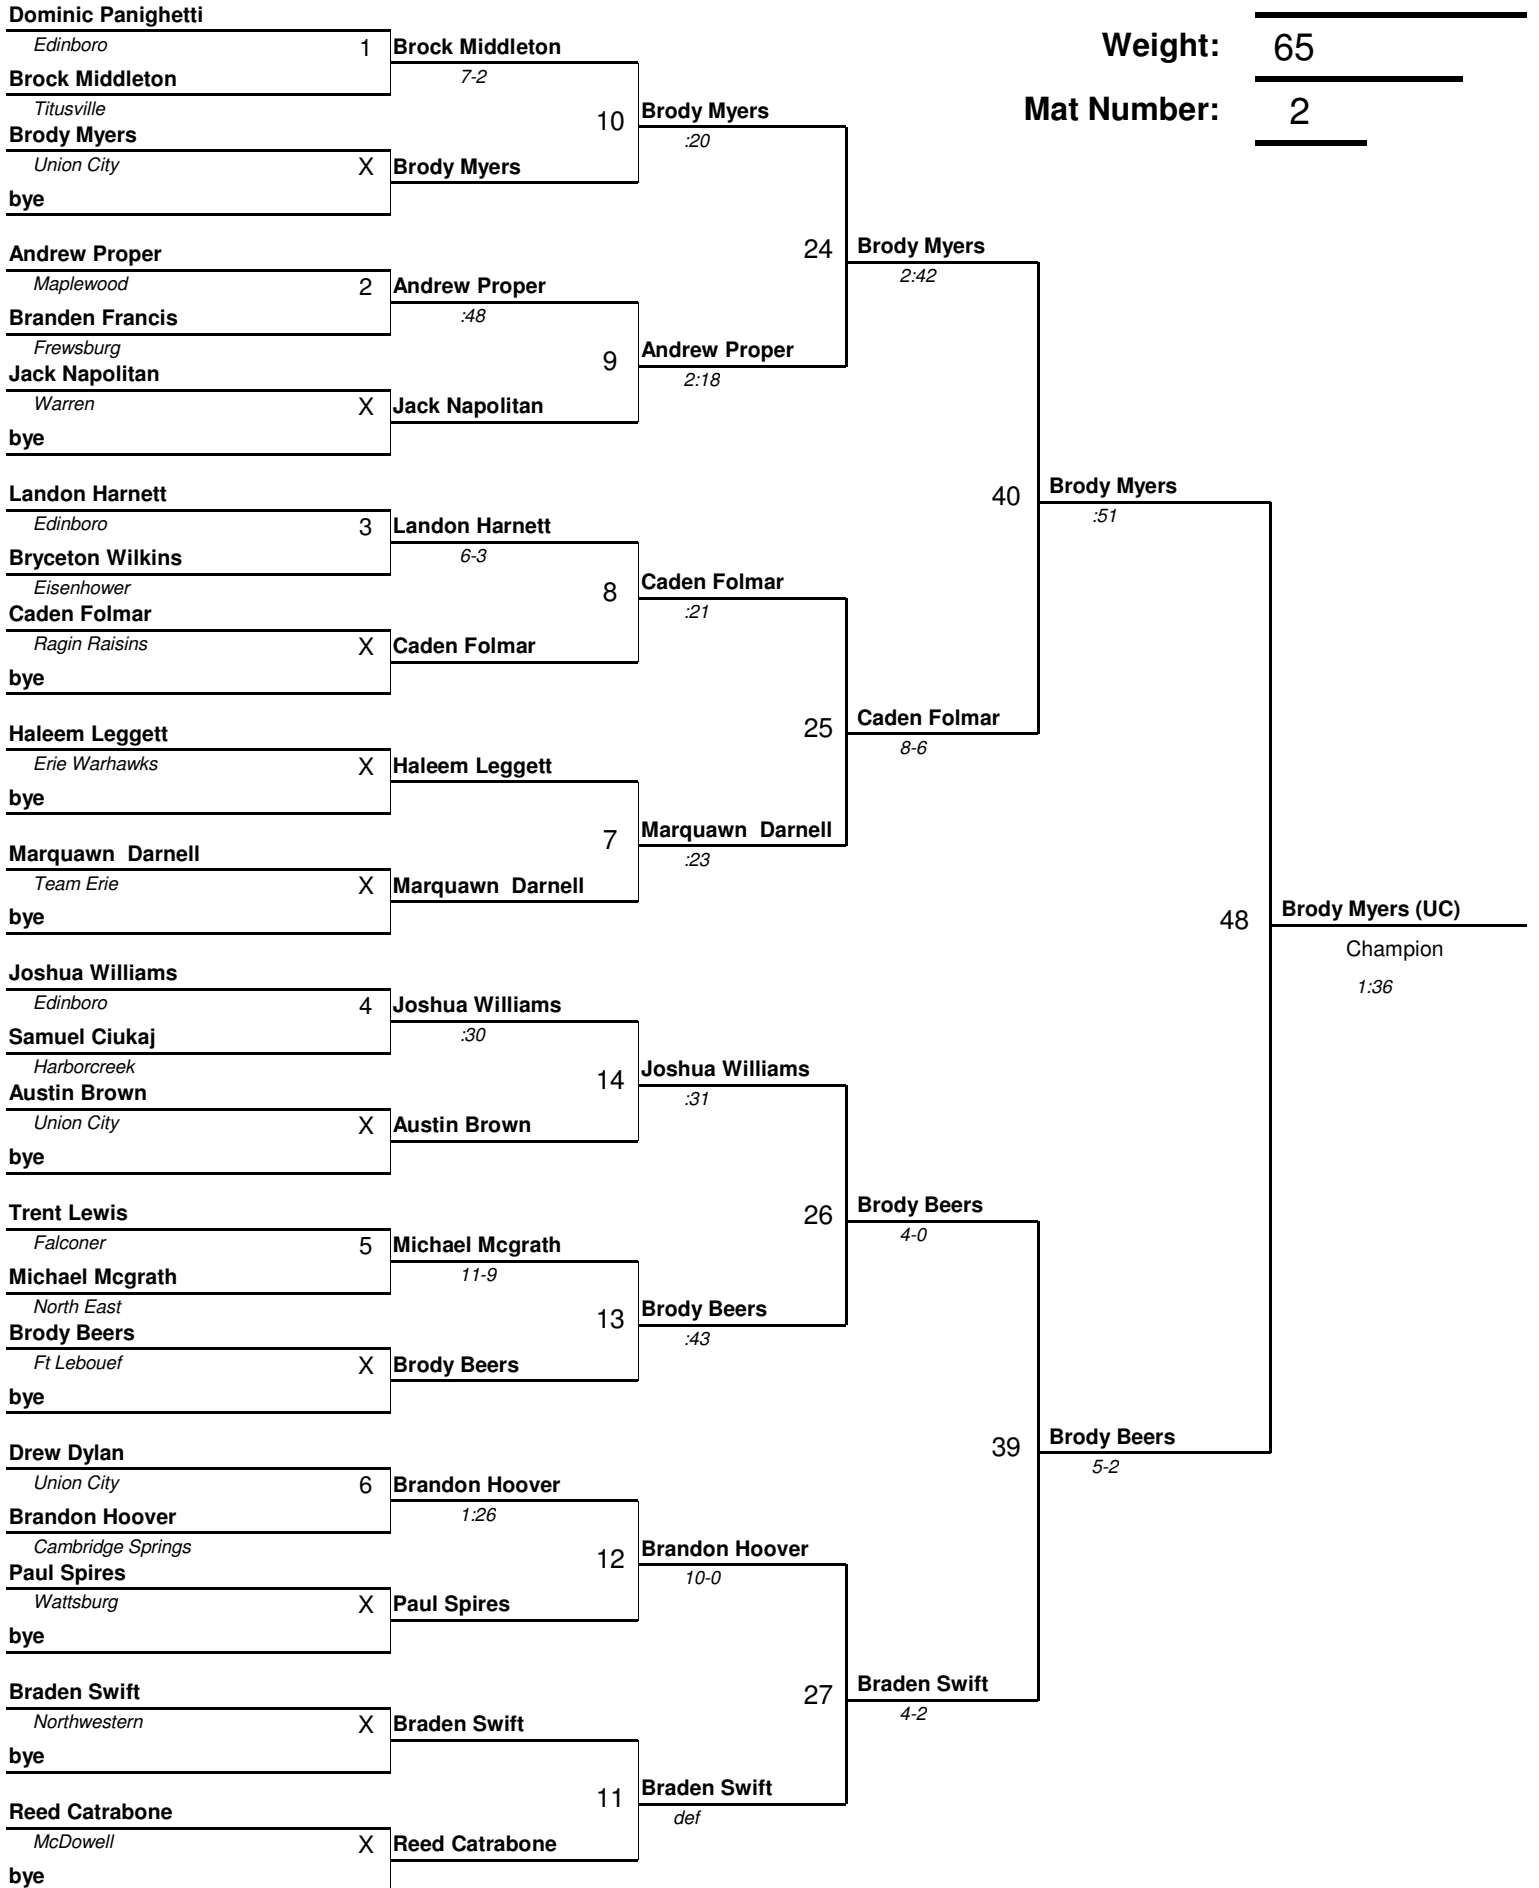 Weight: 65
Mat Number: 2
Dominic Panighetti
Edinboro
1
Brock Middleton
Titusville
Brock Middleton
7-2
Brody Myers
Union City
X
bye
Brody Myers
10
Brody Myers
:20
Andrew Proper
Maplewood
2
Branden Francis
Frewsburg
Andrew Proper
:48
Jack Napolitan
Warren
X
bye
Jack Napolitan
9
Andrew Proper
2:18
24
Brody Myers
2:42
Landon Harnett
Edinboro
3
Bryceton Wilkins
Eisenhower
Landon Harnett
6-3
Caden Folmar
Ragin Raisins
X
bye
Caden Folmar
8
Caden Folmar
:21
Haleem Leggett
Erie Warhawks
X
bye
Haleem Leggett
Marquawn Darnell
Team Erie
X
bye
Marquawn Darnell
7
Marquawn Darnell
:23
25
Caden Folmar
8-6
40
Brody Myers
:51
Joshua Williams
Edinboro
4
Samuel Ciukaj
Harborcreek
Joshua Williams
:30
Austin Brown
Union City
X
bye
Austin Brown
14
Joshua Williams
:31
Trent Lewis
Falconer
5
Michael Mcgrath
North East
Michael Mcgrath
11-9
Brody Beers
Ft Lebouef
X
bye
Brody Beers
13
Brody Beers
:43
26
Brody Beers
4-0
Drew Dylan
Union City
6
Brandon Hoover
Cambridge Springs
Brandon Hoover
1:26
Paul Spires
Wattsburg
X
bye
Paul Spires
12
Brandon Hoover
10-0
Braden Swift
Northwestern
X
bye
Braden Swift
Reed Catrabone
McDowell
X
bye
Reed Catrabone
11
Braden Swift
def
27
Braden Swift
4-2
39
Brody Beers
5-2
48
Brody Myers (UC)
Champion
1:36